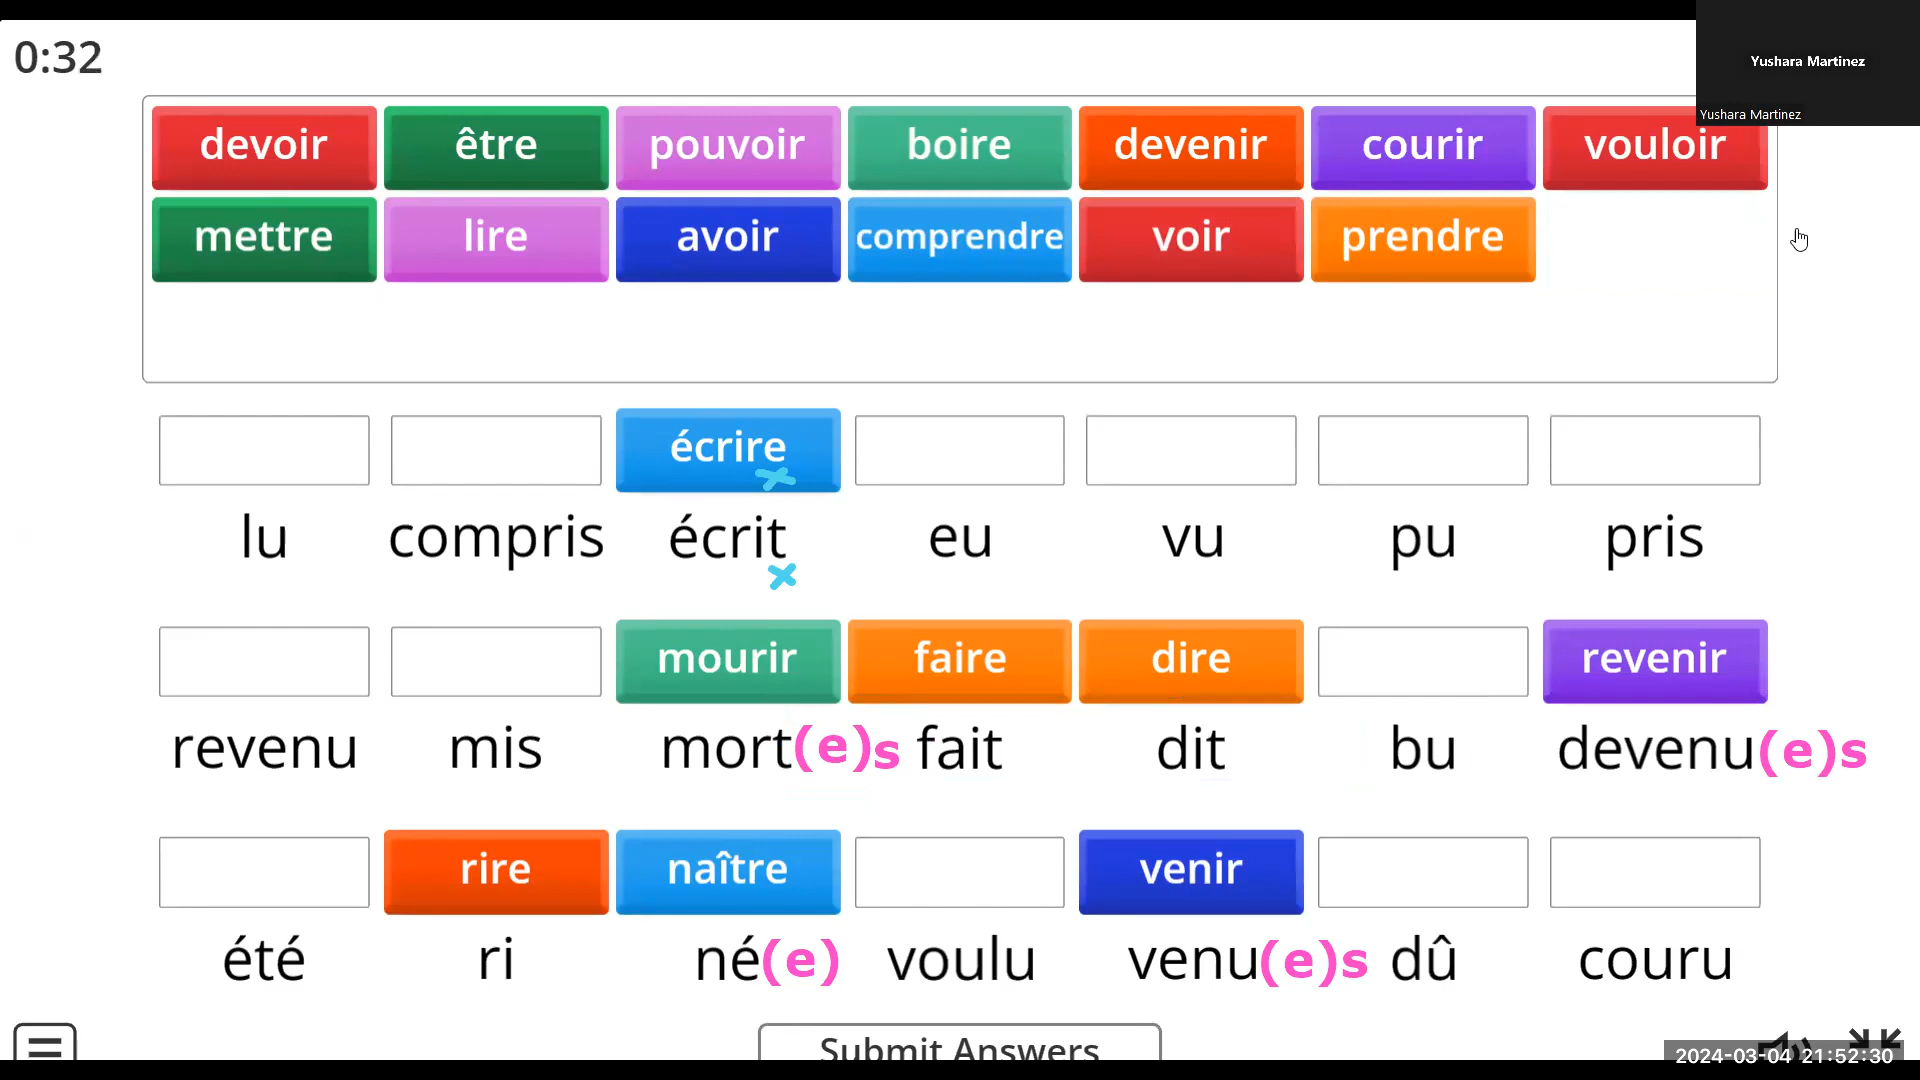 0:32
Yushara Martinez
Yushara Martinez
devoir être pouvoir boire devenir courir vouloir
mettre lire avoir comprendre voir prendre
écrire
lu compris écrit eu vu pu pris
mourir faire dire revenir
revenu mis mort(e)s fait dit bu devenu(e)s
rire naître venir
été ri né(e) voulu venu(e)s dû couru
Submit Answers
2024-03-04 21:52:30